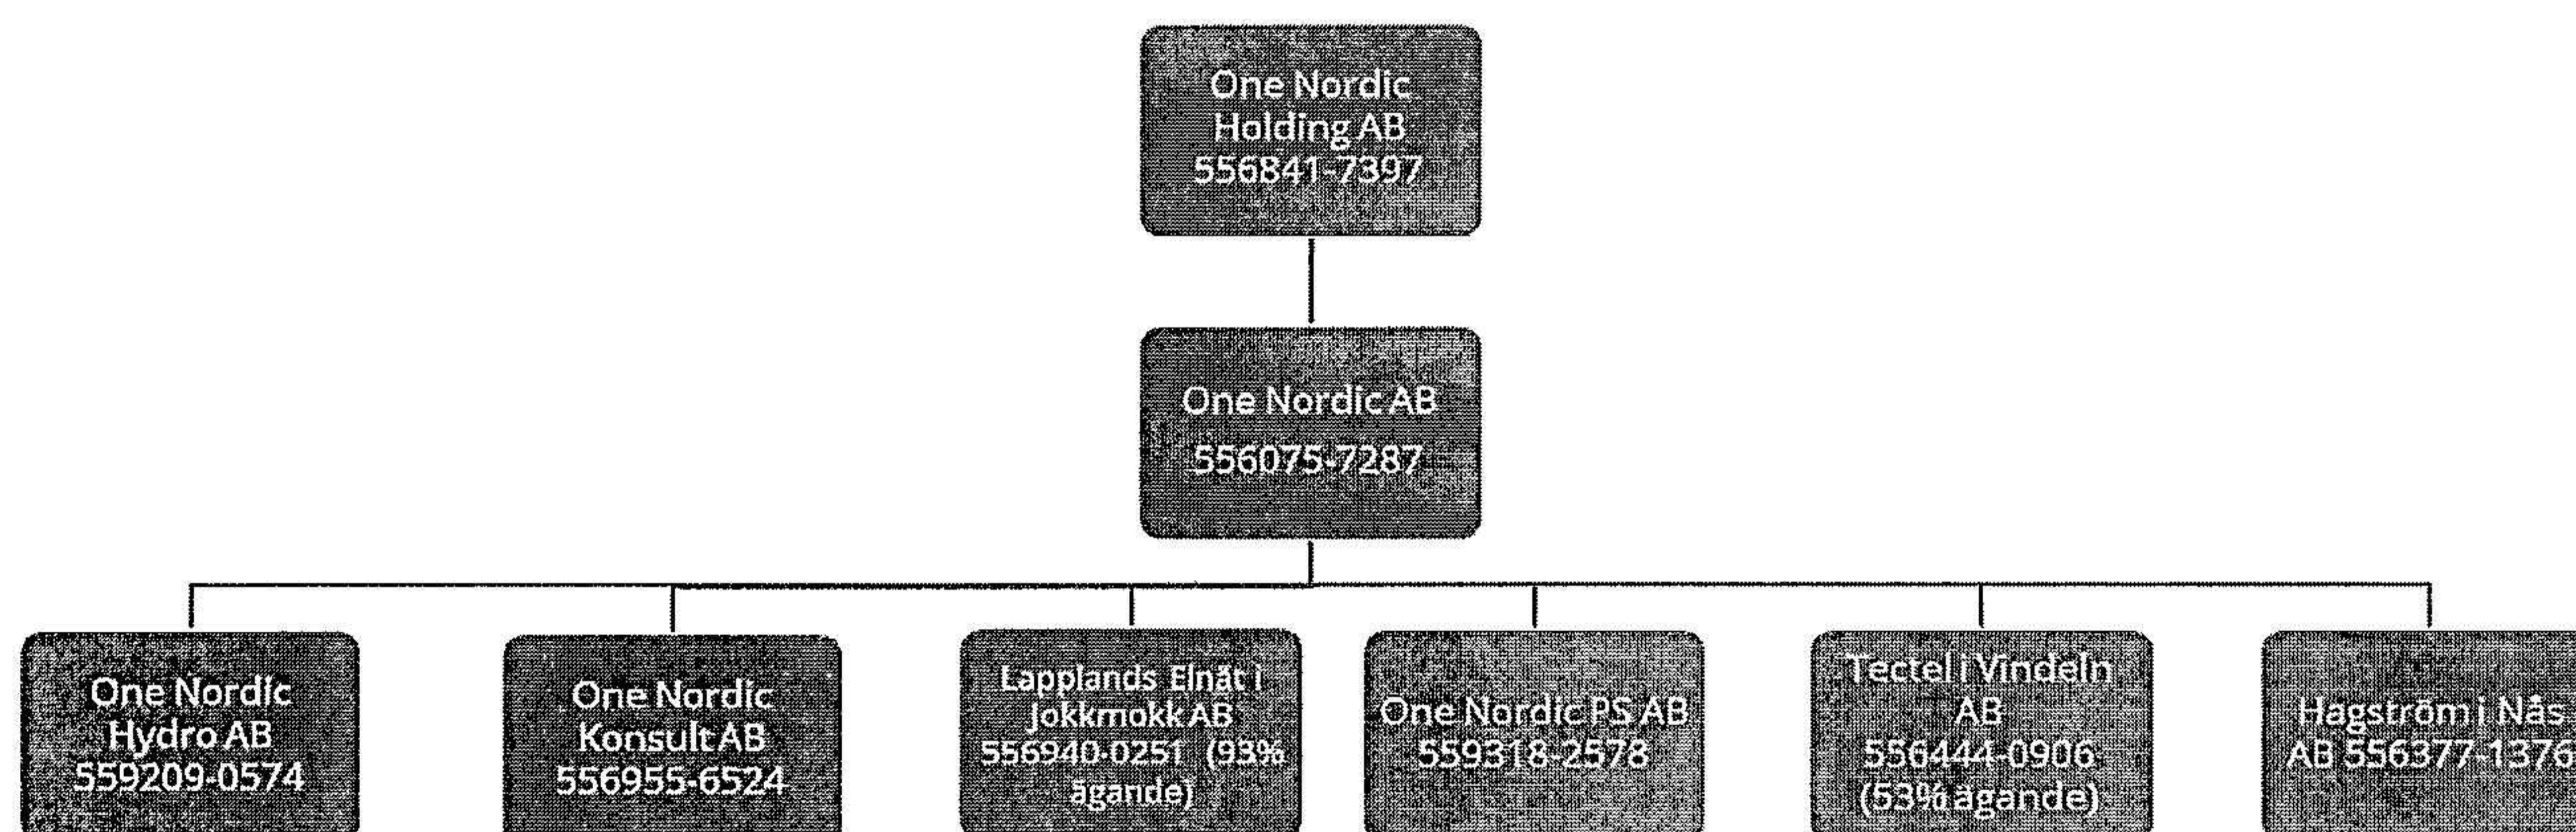 One Nordic
Holding AB
556841-7397
One Nordic AB
556075-7287
One Nordic
Hydro AB
559209-0574
One Nordic
Konsult AB
556955-6524
Lapplands Elnät i
Jokkmokk AB
556940-0251 (93%
ägande)
One Nordic PS AB
559318-2578
Tectel i Vindeln
AB
556444-0906
(53% ägande)
Hagström i Nås
AB 556377-1376